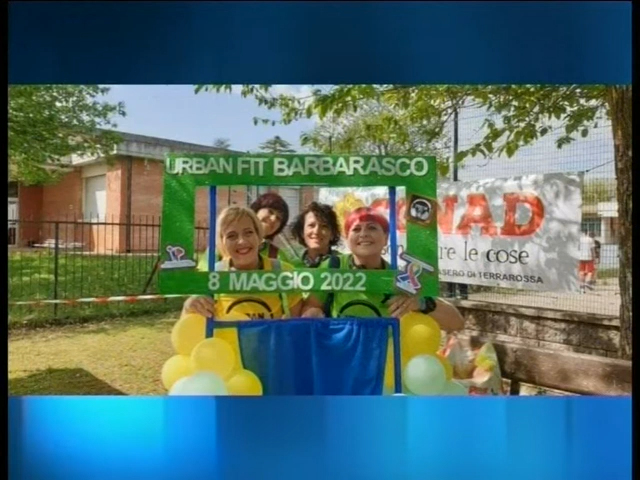 URBAN FIT BARBARASCO
NAD
re le cose
ASERO DI TERRAROSSA
8 MAGGIO 2022